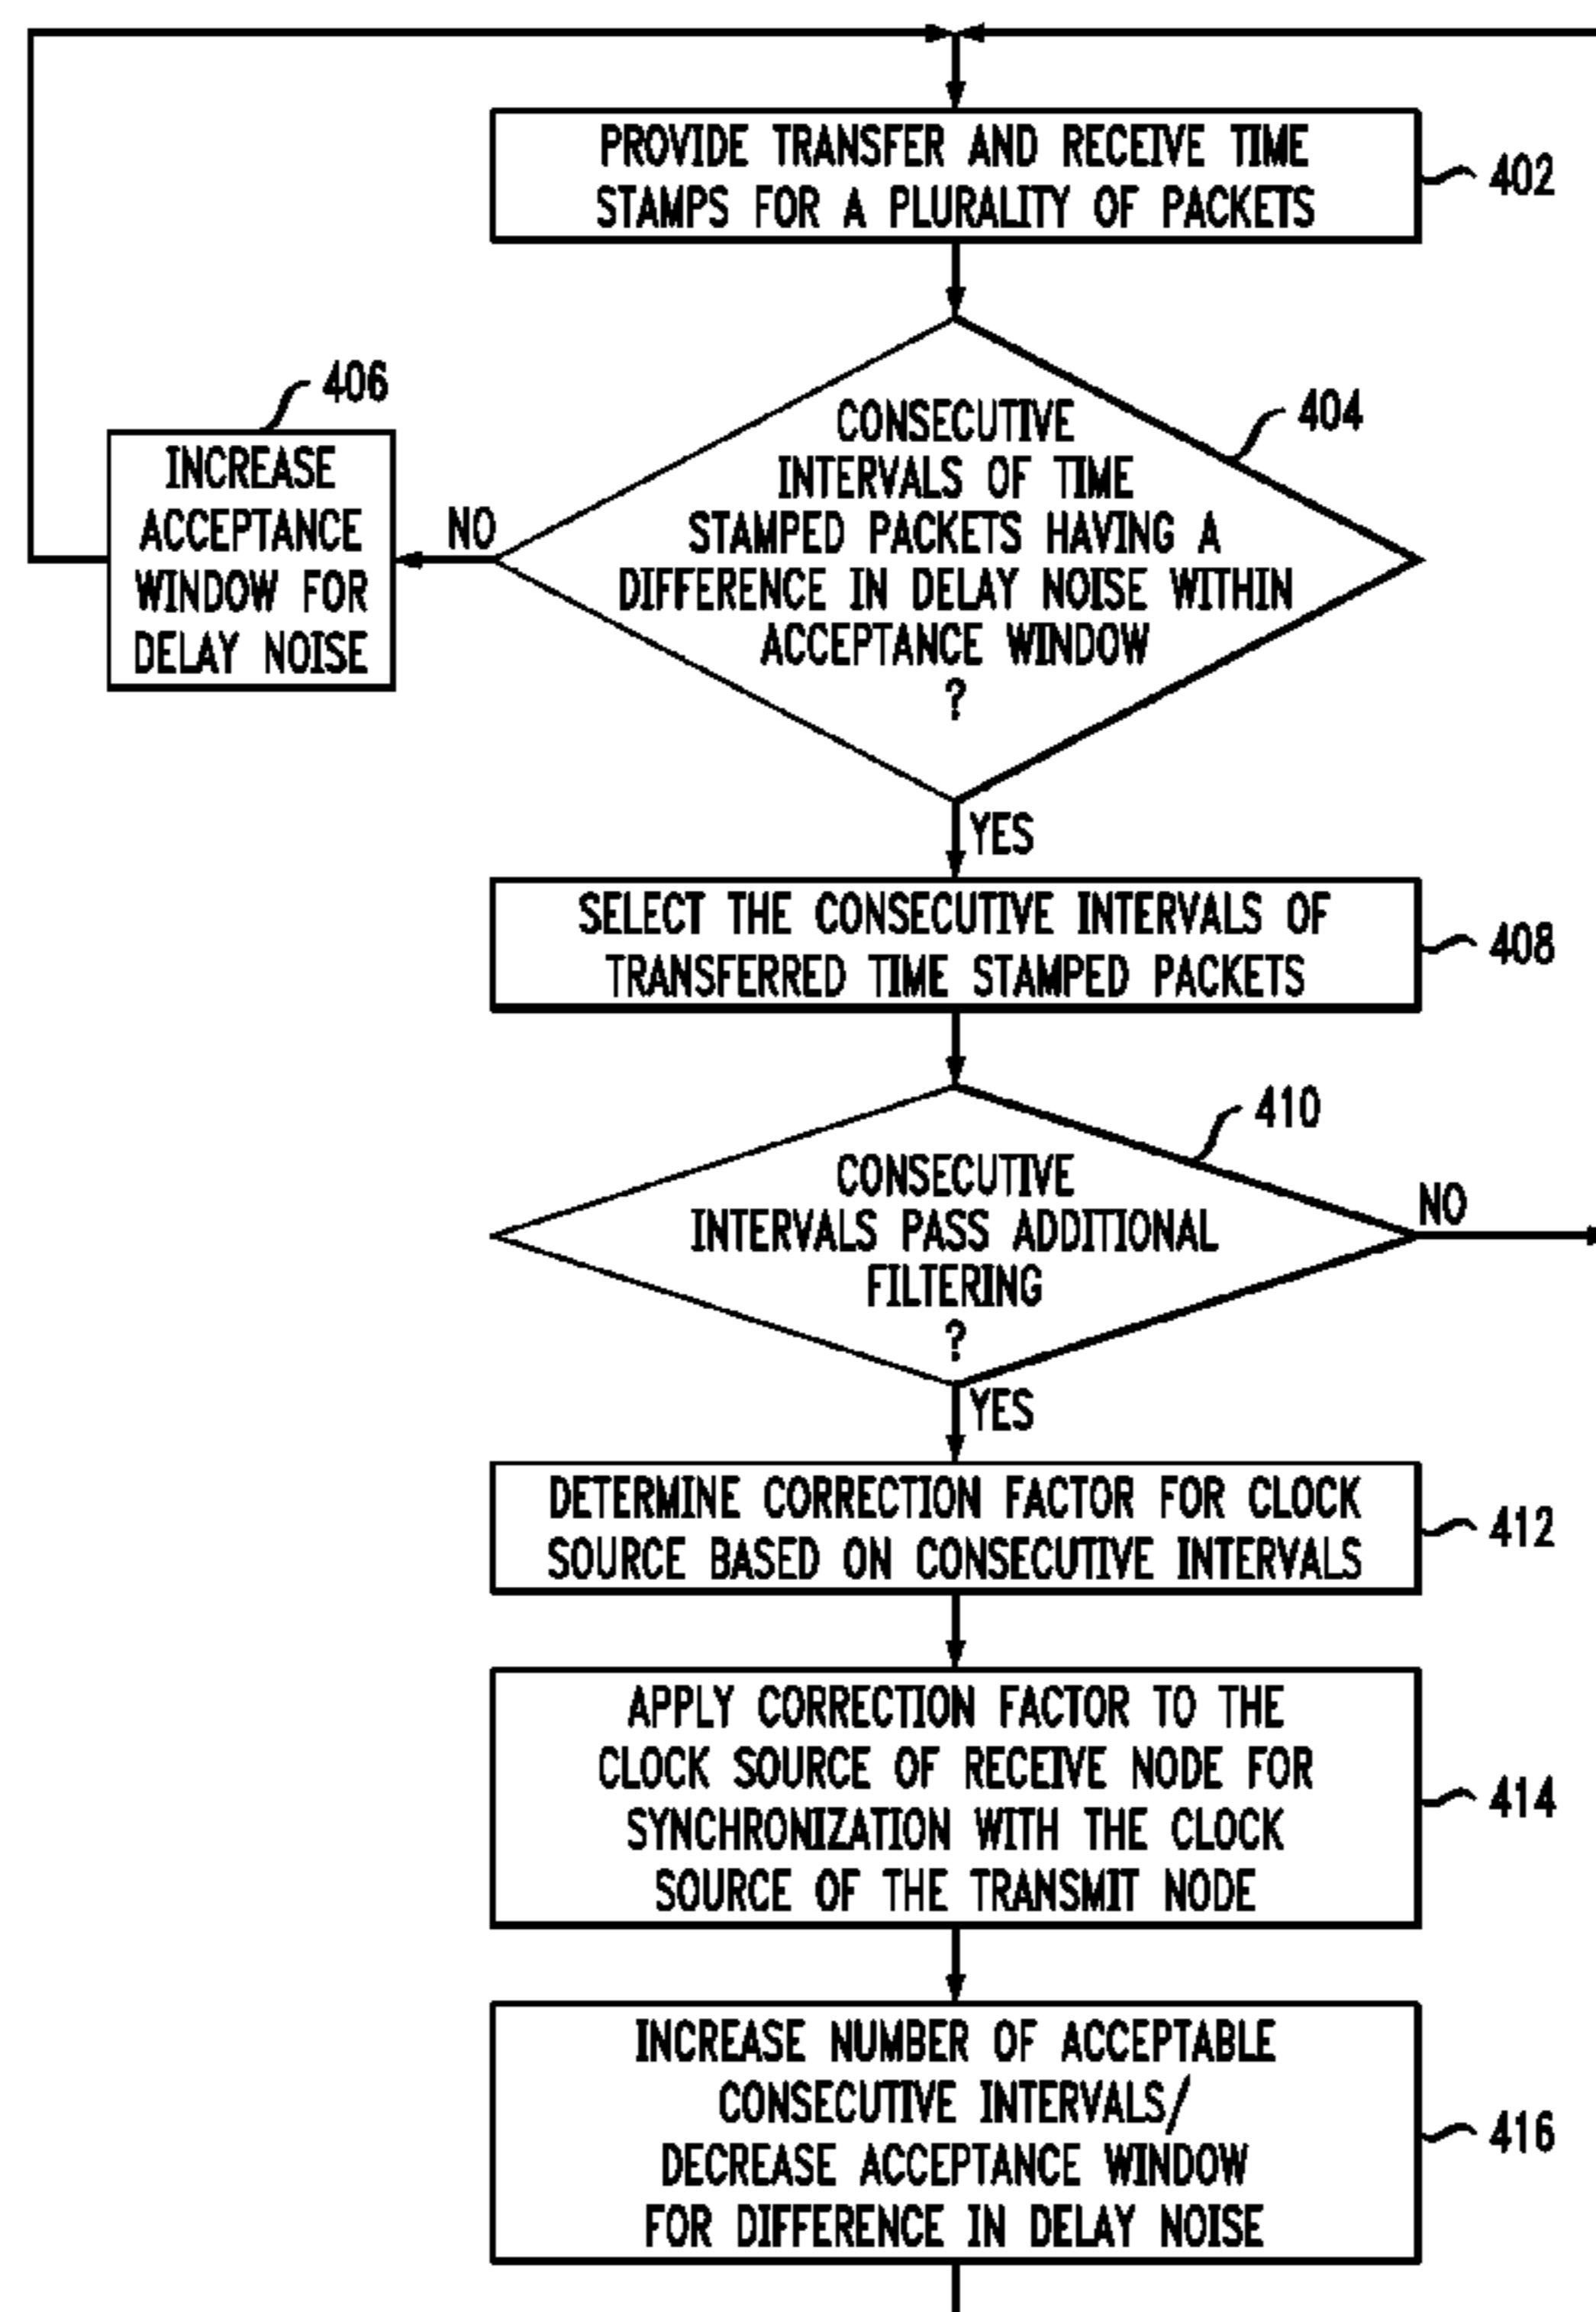 PROVIDE TRANSFER AND RECEIVE TIME
STAMPS FOR A PLURALITY OF PACKETS
402
404
CONSECUTIVE
INTERVALS OF TIME
STAMPED PACKETS HAVING A
DIFFERENCE IN DELAY NOISE WITHIN
ACCEPTANCE WINDOW
?
NO
406
INCREASE
ACCEPTANCE
WINDOW FOR
DELAY NOISE
YES
SELECT THE CONSECUTIVE INTERVALS OF
TRANSFERRED TIME STAMPED PACKETS
408
410
CONSECUTIVE
INTERVALS PASS ADDITIONAL
FILTERING
?
NO
YES
DETERMINE CORRECTION FACTOR FOR CLOCK
SOURCE BASED ON CONSECUTIVE INTERVALS
412
APPLY CORRECTION FACTOR TO THE
CLOCK SOURCE OF RECEIVE NODE FOR
SYNCHRONIZATION WITH THE CLOCK
SOURCE OF THE TRANSMIT NODE
414
INCREASE NUMBER OF ACCEPTABLE
CONSECUTIVE INTERVALS/
DECREASE ACCEPTANCE WINDOW
FOR DIFFERENCE IN DELAY NOISE
416